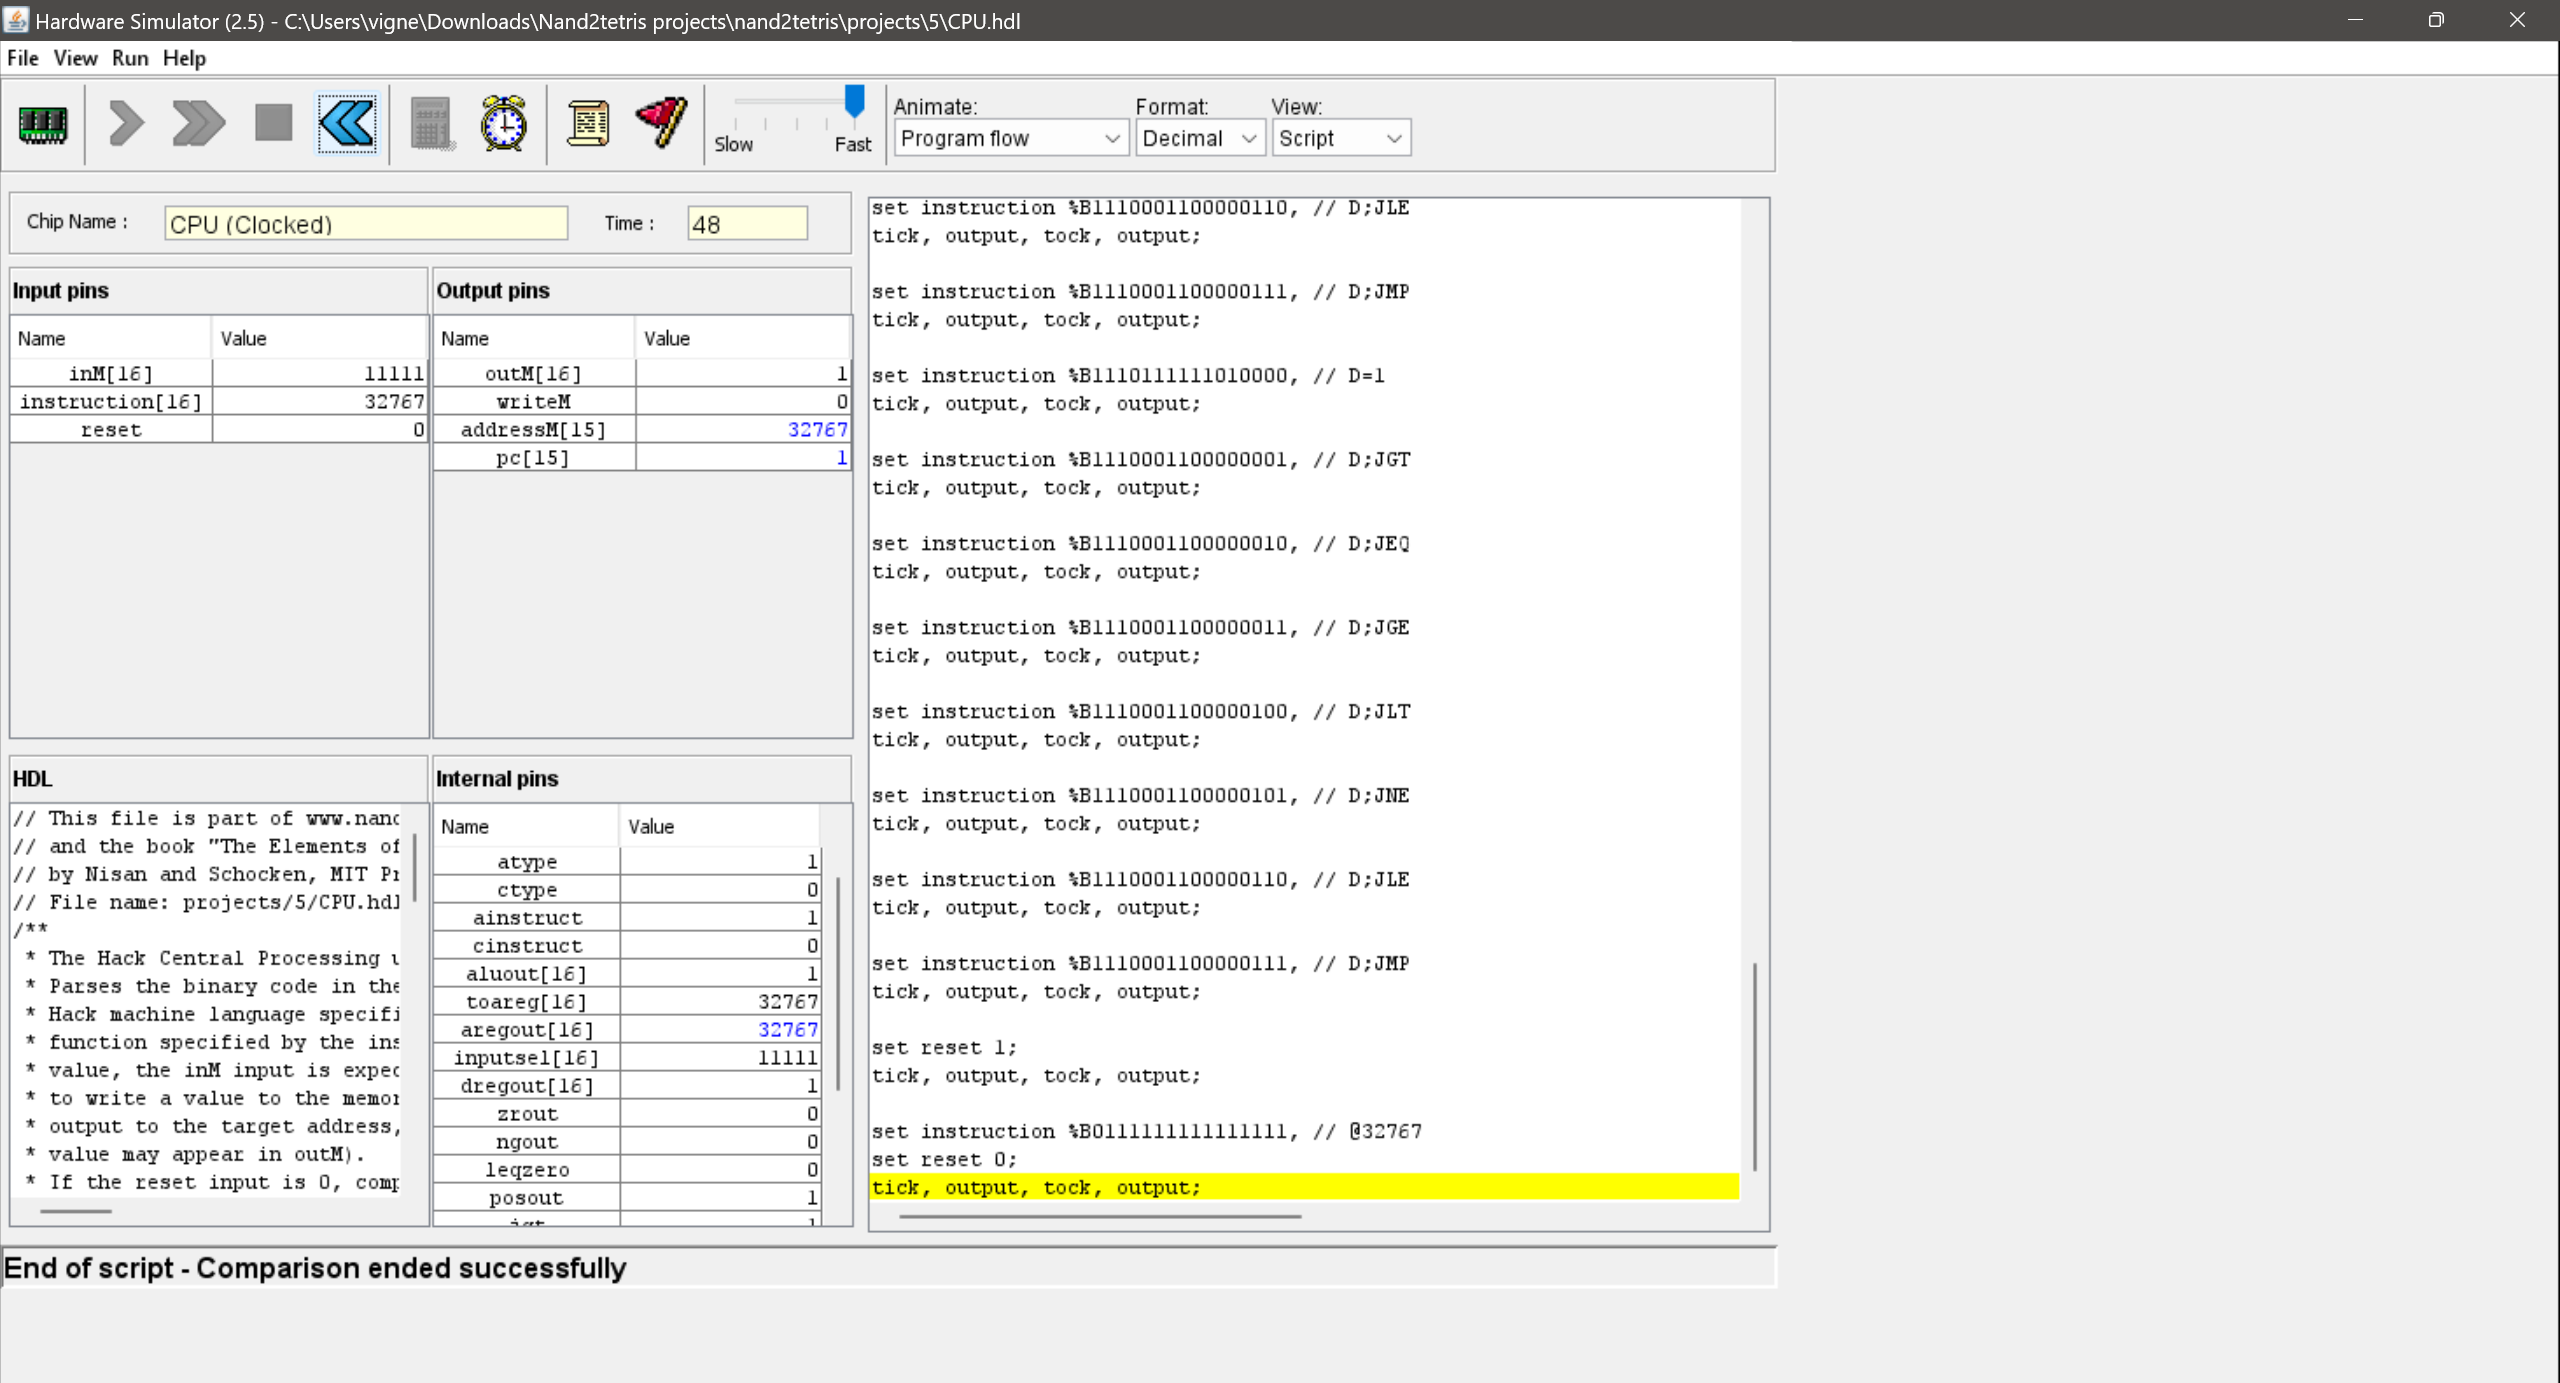 Hardware Simulator (2.5) - C:\Users\vigne\Downloads\Nand2tetris projects\nand2tetris\projects\5\CPU.hdl
File View Run Help
Slow Fast
Animate: Format: View:
Program flow Decimal Script
Chip Name : CPU (Clocked) Time : 48
Input pins
Name Value
inM[16] 11111
instruction[16] 32767
reset 0
Output pins
Name Value
outM[16] 1
writeM 0
addressM[15] 32767
pc[15] 1
HDL
// This file is part of www.nand
// and the book "The Elements of
// by Nisan and Schocken, MIT Pr
// File name: projects/5/CPU.hdl
/**
* The Hack Central Processing u
* Parses the binary code in the
* Hack machine language specifi
* function specified by the ins
* value, the inM input is expec
* to write a value to the memor
* output to the target address,
* value may appear in outM).
* If the reset input is 0, comp
Internal pins
Name Value
atype 1
ctype 0
ainstruct 1
cinstruct 0
aluout[16] 1
toareg[16] 32767
aregout[16] 32767
inputsel[16] 11111
dregout[16] 1
zrout 0
ngout 0
leqzero 0
posout 1
jgt 1
set instruction %B1110001100000110, // D;JLE
tick, output, tock, output;
set instruction %B1110001100000111, // D;JMP
tick, output, tock, output;
set instruction %B1110111111010000, // D=1
tick, output, tock, output;
set instruction %B1110001100000001, // D;JGT
tick, output, tock, output;
set instruction %B1110001100000010, // D;JEQ
tick, output, tock, output;
set instruction %B1110001100000011, // D;JGE
tick, output, tock, output;
set instruction %B1110001100000100, // D;JLT
tick, output, tock, output;
set instruction %B1110001100000101, // D;JNE
tick, output, tock, output;
set instruction %B1110001100000110, // D;JLE
tick, output, tock, output;
set instruction %B1110001100000111, // D;JMP
tick, output, tock, output;
set reset 1;
tick, output, tock, output;
set instruction %B0111111111111111, // @32767
set reset 0;
tick, output, tock, output;
End of script - Comparison ended successfully